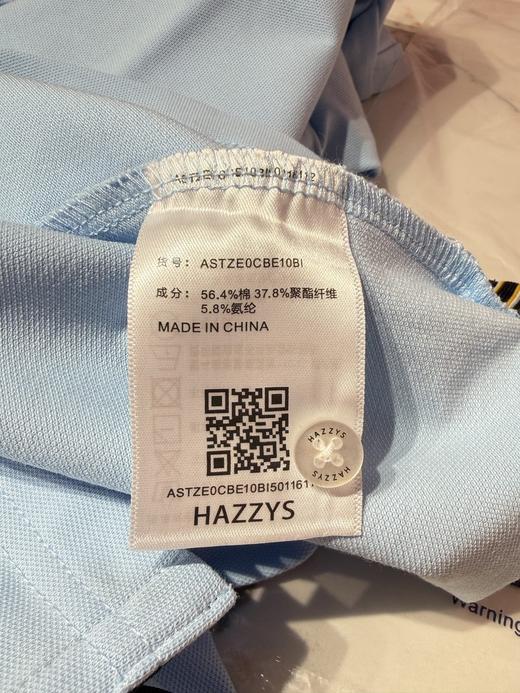 货号： ASTZE0CBE10BI
成分： 56.4%棉 37.8%聚酯纤维
5.8%氨纶
MADE IN CHINA
HAZZYS
HAZZYS
ASTZE0CBE10BI501161
HAZZYS
Warning